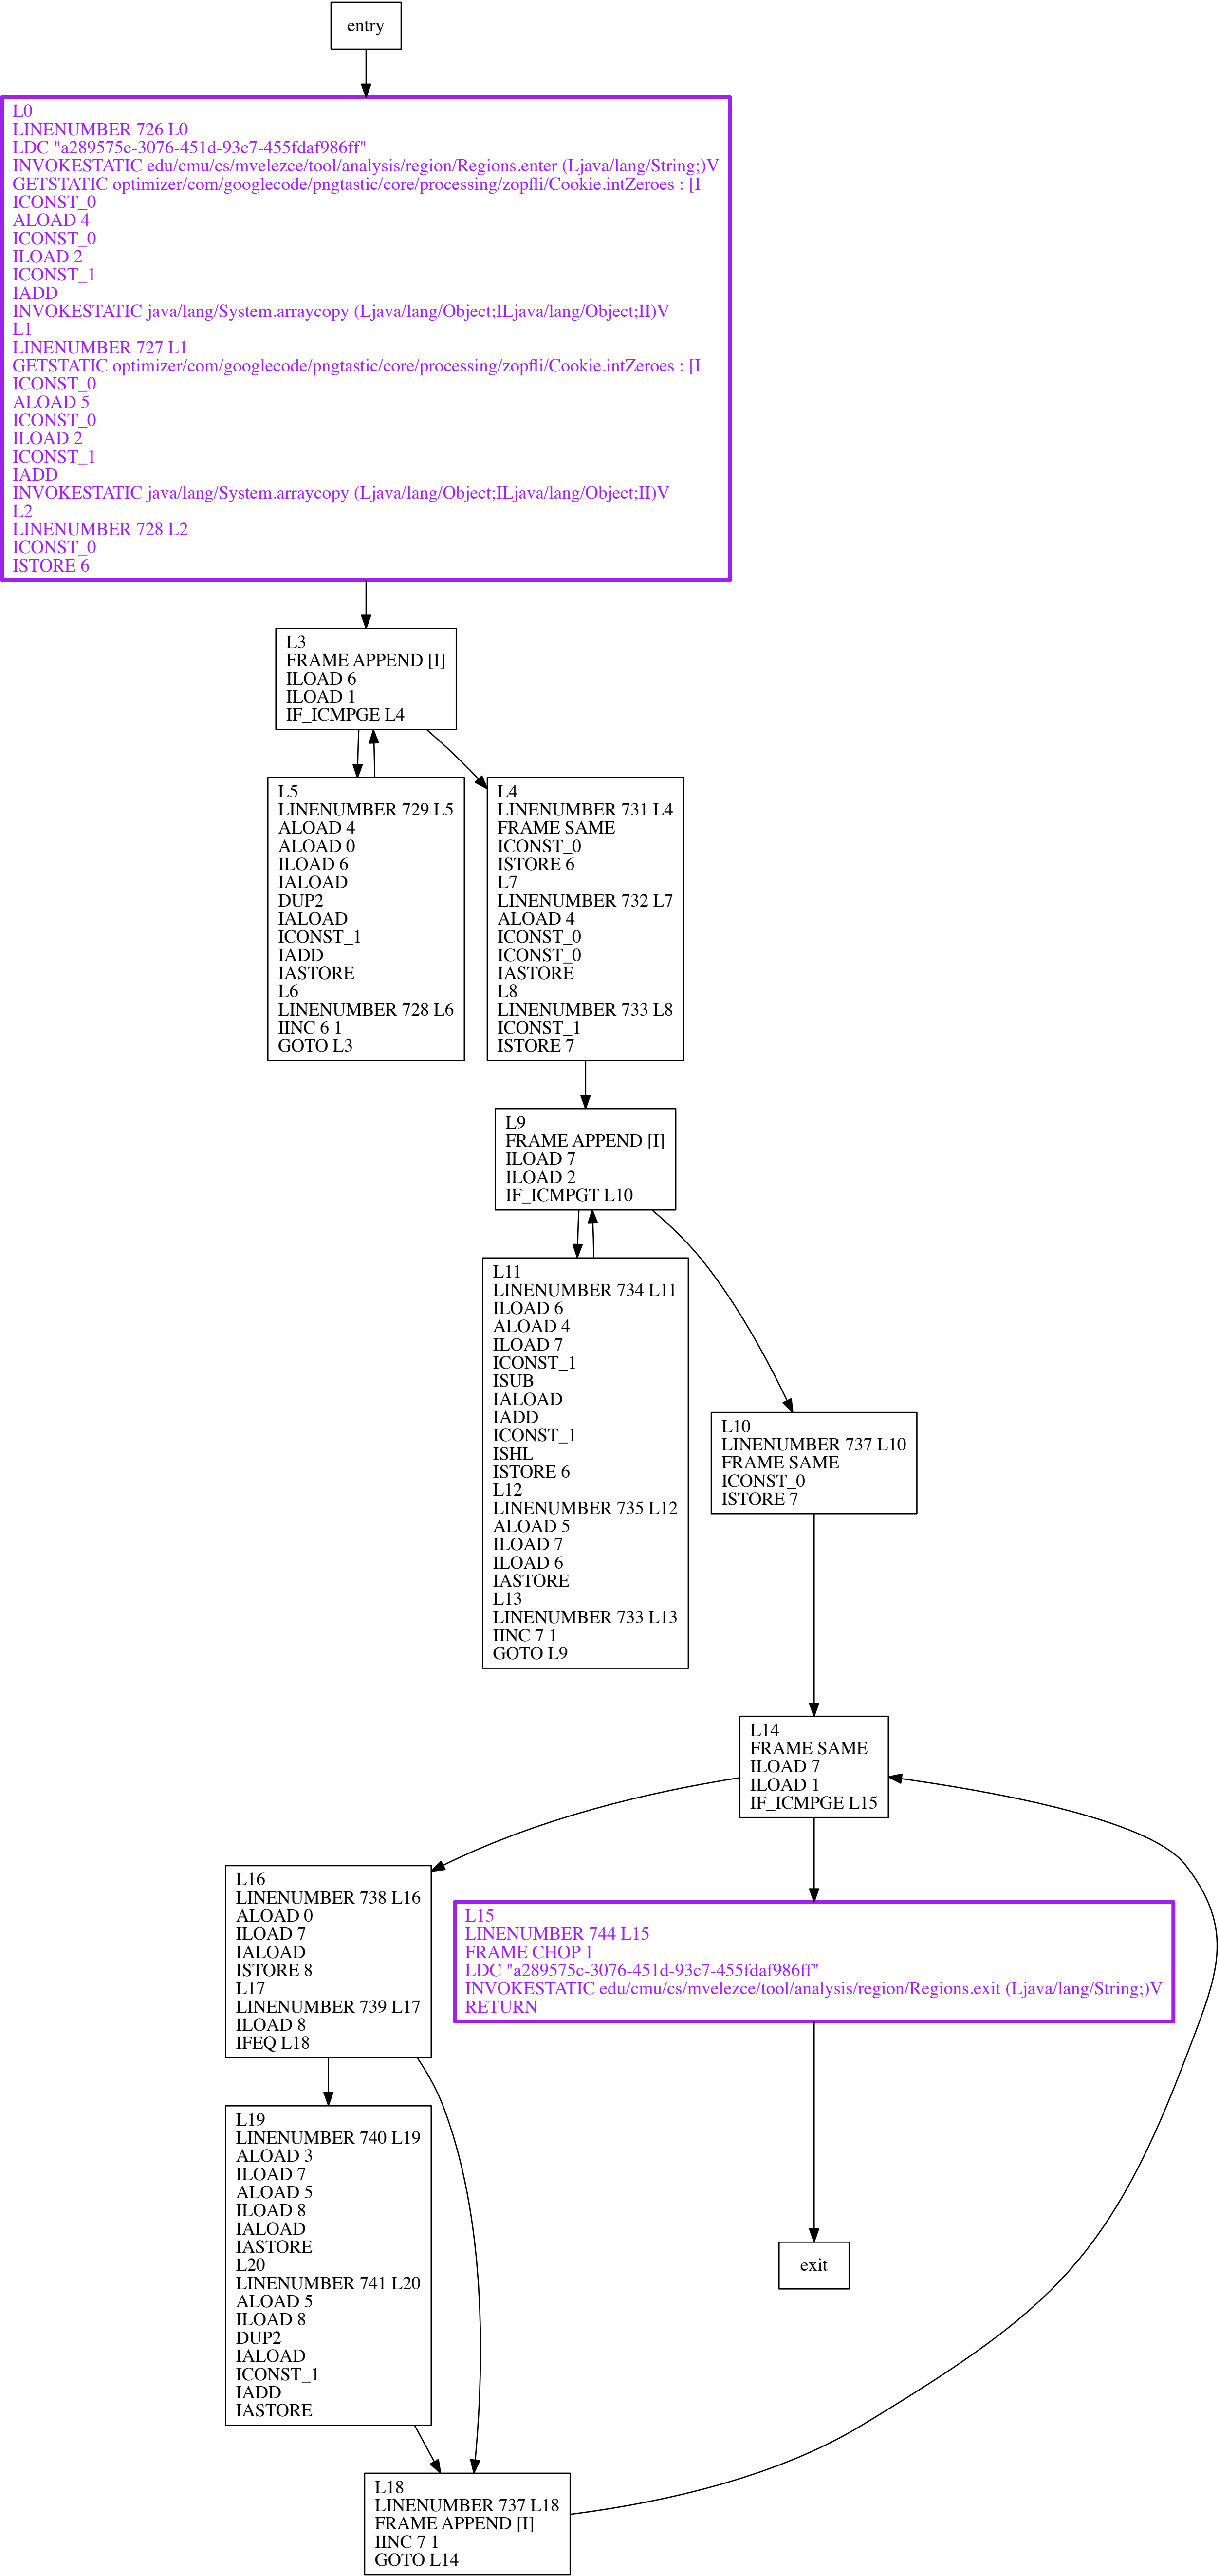 entry
L0
LINENUMBER 726 L0
LDC "a289575c-3076-451d-93c7-455fdaf986ff"
INVOKESTATIC edu/cmu/cs/mvelezce/tool/analysis/region/Regions.enter (Ljava/lang/String;)V
GETSTATIC optimizer/com/googlecode/pngtastic/core/processing/zopfli/Cookie.intZeroes : [I
ICONST_0
ALOAD 4
ICONST_0
ILOAD 2
ICONST_1
IADD
INVOKESTATIC java/lang/System.arraycopy (Ljava/lang/Object;ILjava/lang/Object;II)V
L1
LINENUMBER 727 L1
GETSTATIC optimizer/com/googlecode/pngtastic/core/processing/zopfli/Cookie.intZeroes : [I
ICONST_0
ALOAD 5
ICONST_0
ILOAD 2
ICONST_1
IADD
INVOKESTATIC java/lang/System.arraycopy (Ljava/lang/Object;ILjava/lang/Object;II)V
L2
LINENUMBER 728 L2
ICONST_0
ISTORE 6
L3
FRAME APPEND [I]
ILOAD 6
ILOAD 1
IF_ICMPGE L4
L5
LINENUMBER 729 L5
ALOAD 4
ALOAD 0
ILOAD 6
IALOAD
DUP2
IALOAD
ICONST_1
IADD
IASTORE
L6
LINENUMBER 728 L6
IINC 6 1
GOTO L3
L4
LINENUMBER 731 L4
FRAME SAME
ICONST_0
ISTORE 6
L7
LINENUMBER 732 L7
ALOAD 4
ICONST_0
ICONST_0
IASTORE
L8
LINENUMBER 733 L8
ICONST_1
ISTORE 7
L9
FRAME APPEND [I]
ILOAD 7
ILOAD 2
IF_ICMPGT L10
L11
LINENUMBER 734 L11
ILOAD 6
ALOAD 4
ILOAD 7
ICONST_1
ISUB
IALOAD
IADD
ICONST_1
ISHL
ISTORE 6
L12
LINENUMBER 735 L12
ALOAD 5
ILOAD 7
ILOAD 6
IASTORE
L13
LINENUMBER 733 L13
IINC 7 1
GOTO L9
L10
LINENUMBER 737 L10
FRAME SAME
ICONST_0
ISTORE 7
L14
FRAME SAME
ILOAD 7
ILOAD 1
IF_ICMPGE L15
L16
LINENUMBER 738 L16
ALOAD 0
ILOAD 7
IALOAD
ISTORE 8
L17
LINENUMBER 739 L17
ILOAD 8
IFEQ L18
L15
LINENUMBER 744 L15
FRAME CHOP 1
LDC "a289575c-3076-451d-93c7-455fdaf986ff"
INVOKESTATIC edu/cmu/cs/mvelezce/tool/analysis/region/Regions.exit (Ljava/lang/String;)V
RETURN
L19
LINENUMBER 740 L19
ALOAD 3
ILOAD 7
ALOAD 5
ILOAD 8
IALOAD
IASTORE
L20
LINENUMBER 741 L20
ALOAD 5
ILOAD 8
DUP2
IALOAD
ICONST_1
IADD
IASTORE
exit
L18
LINENUMBER 737 L18
FRAME APPEND [I]
IINC 7 1
GOTO L14